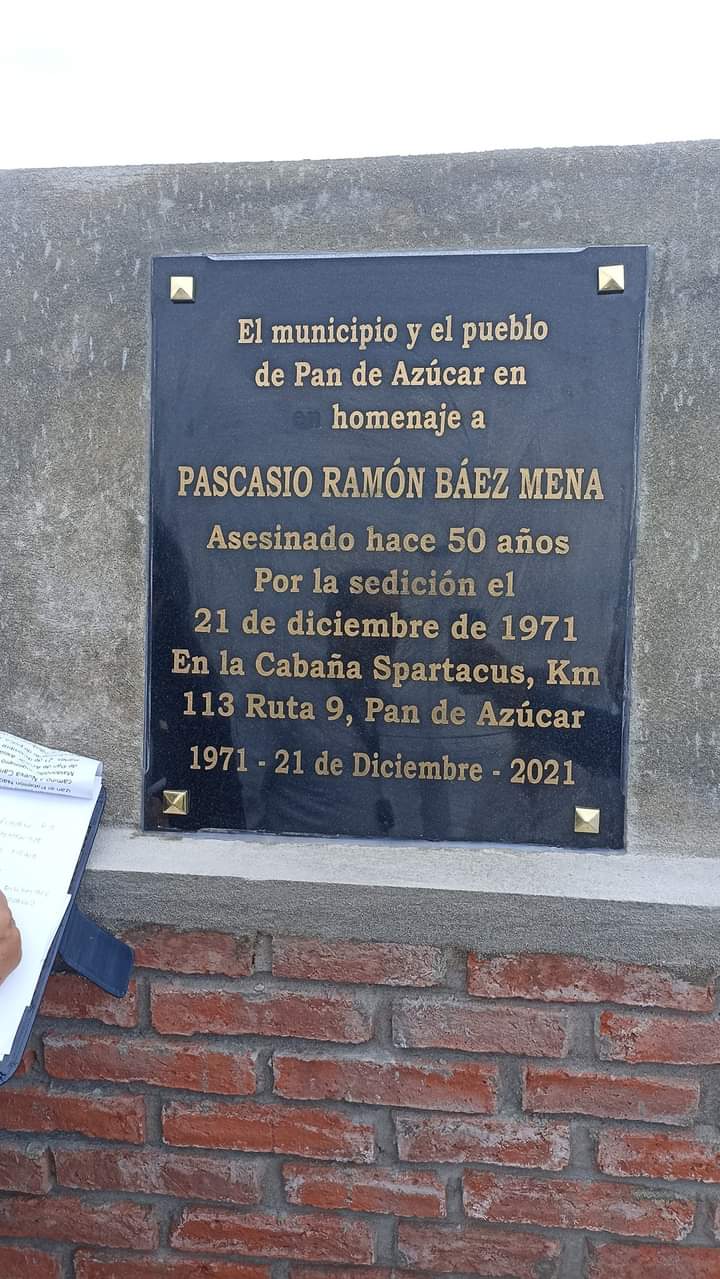 El municipio y el pueblo
de Pan de Azúcar en
en homenaje a
PASCASIO RAMÓN BÁEZ MENA
Asesinado hace 50 años
Por la sedición el
21 de diciembre de 1971
En la Cabaña Spartacus, Km
113 Ruta 9, Pan de Azúcar
1971 - 21 de Diciembre - 2021